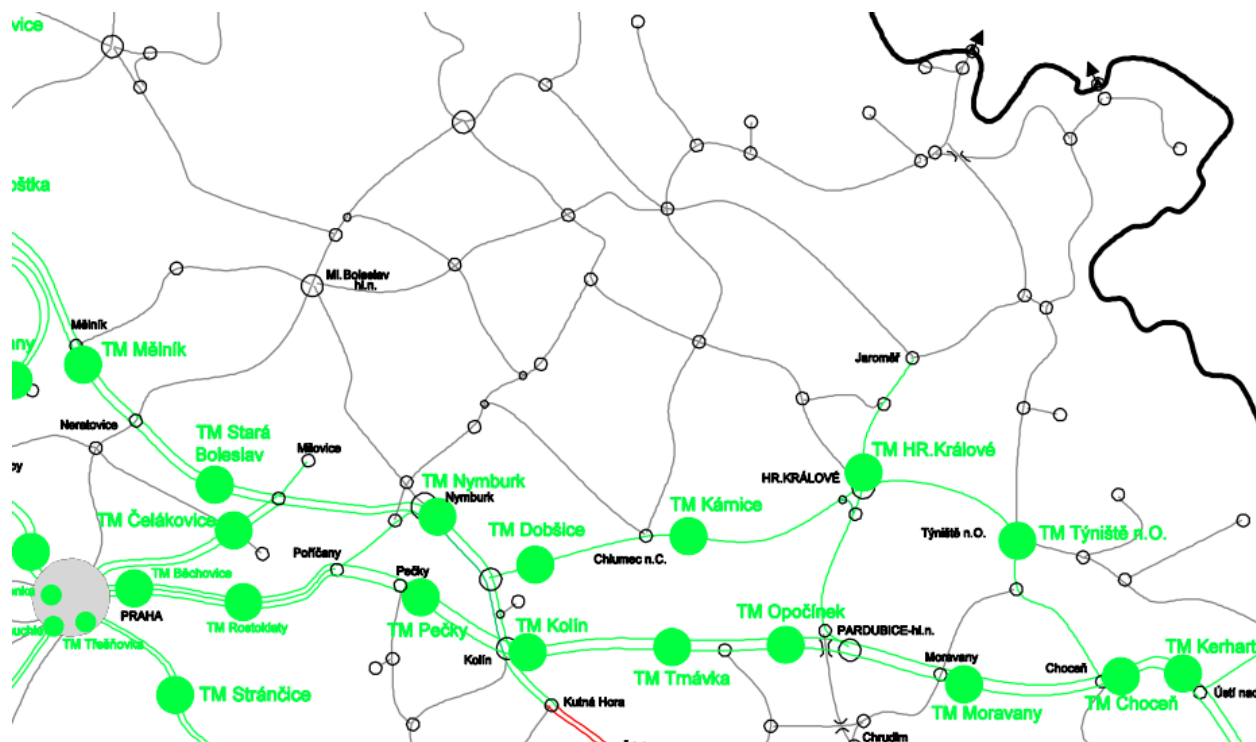 Ml. Boleslav
hl.n.
Mělník
TM Mělník
Jaroměř
Neratovice
TM Stará
Boleslav
Milovice
TM HR.Králové
HR.KRÁLOVÉ
TM Nymburk
Nymburk
TM Kárnice
TM Čelákovice
TM Dobšice
Chlumec n.C.
Týniště n.O.
TM Týniště n.O.
Poříčany
Pečky
TM Běchovice
PRAHA
TM Rostoklaty
TM Pečky
TM Kolín
Kolín
TM Opočínek
PARDUBICE-hl.n.
TM Třešňovka
TM Trnávka
Moravany
Choceň
TM Kerhart
TM Stránčice
Kutná Hora
TM Moravany
TM Choceň
Ústí nad
Chrudim